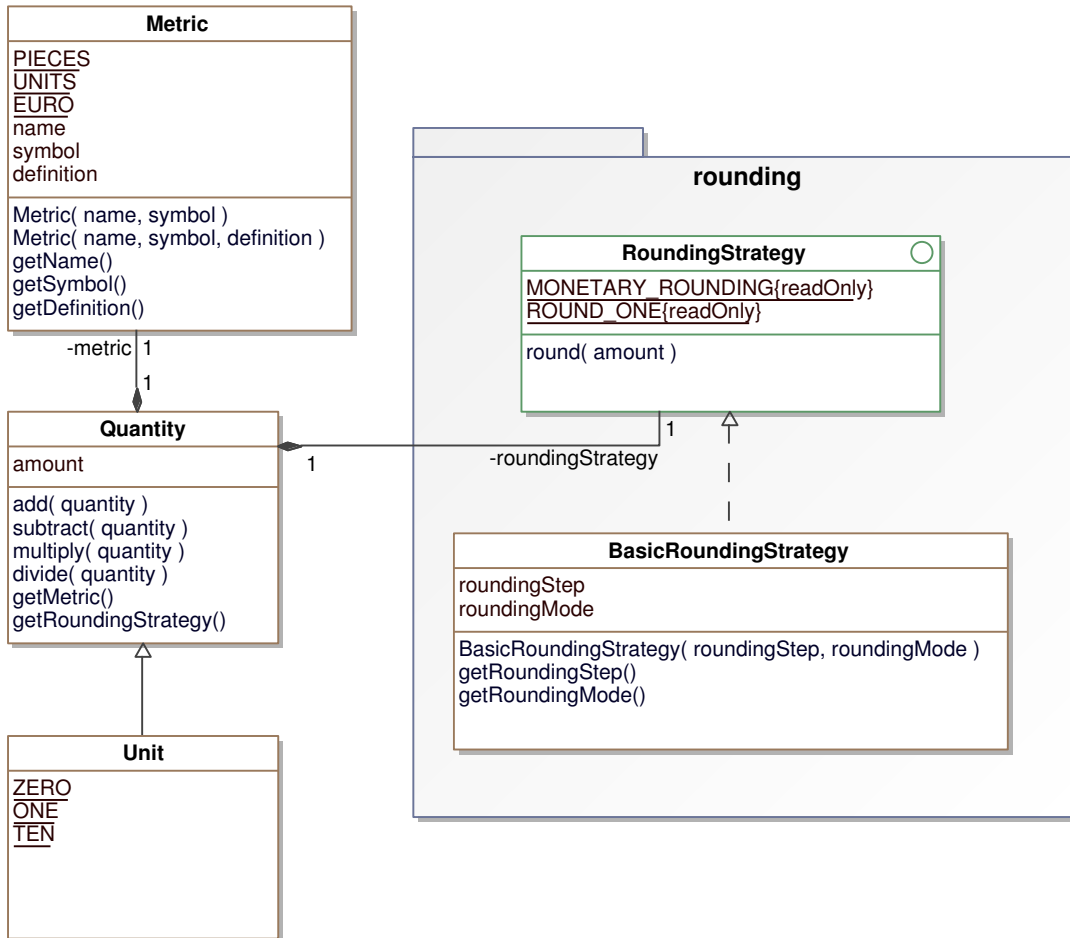 Metric
PIECES
UNITS
EURO
name
symbol
definition
Metric( name, symbol )
Metric( name, symbol, definition )
getName()
getSymbol()
getDefinition()
-metric 1
1
Quantity
amount
add( quantity )
subtract( quantity )
multiply( quantity )
divide( quantity )
getMetric()
getRoundingStrategy()
1
-roundingStrategy
1
Unit
ZERO
ONE
TEN
rounding
RoundingStrategy
MONETARY_ROUNDING{readOnly}
ROUND_ONE{readOnly}
round( amount )
BasicRoundingStrategy
roundingStep
roundingMode
BasicRoundingStrategy( roundingStep, roundingMode )
getRoundingStep()
getRoundingMode()